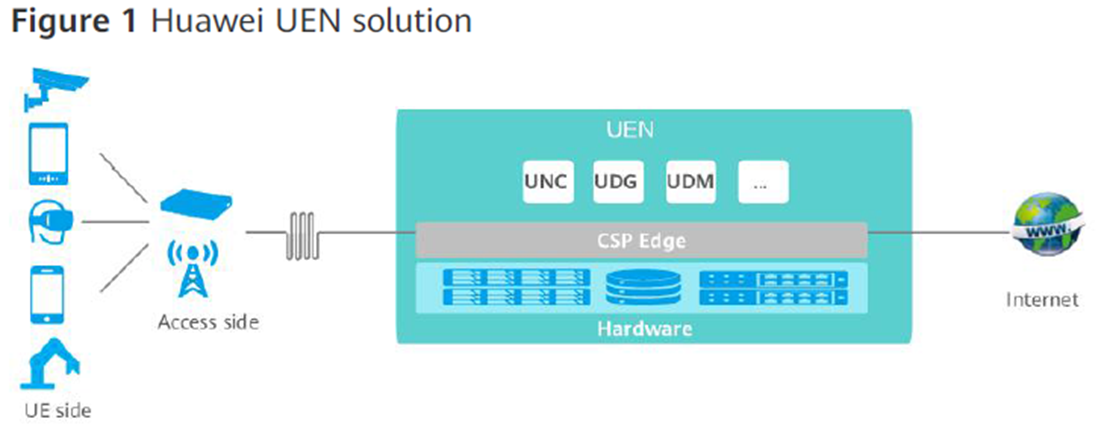 Figure 1 Huawei UEN solution
UEN
UNC UDG UDM ...
CSP Edge
WWW.
Hardware
Internet
Access side
UE side